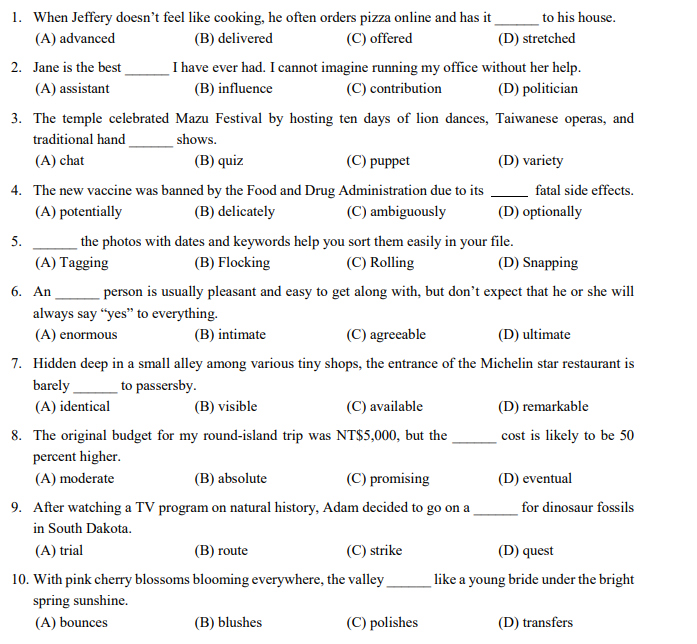 1. When Jeffery doesn’t feel like cooking, he often orders pizza online and has it ______ to his house.
(A) advanced (B) delivered (C) offered (D) stretched
2. Jane is the best ______ I have ever had. I cannot imagine running my office without her help.
(A) assistant (B) influence (C) contribution (D) politician
3. The temple celebrated Mazu Festival by hosting ten days of lion dances, Taiwanese operas, and
traditional hand ______ shows.
(A) chat (B) quiz (C) puppet (D) variety
4. The new vaccine was banned by the Food and Drug Administration due to its _____ fatal side effects.
(A) potentially (B) delicately (C) ambiguously (D) optionally
5. ______ the photos with dates and keywords help you sort them easily in your file.
(A) Tagging (B) Flocking (C) Rolling (D) Snapping
6. An ______ person is usually pleasant and easy to get along with, but don’t expect that he or she will
always say “yes” to everything.
(A) enormous (B) intimate (C) agreeable (D) ultimate
7. Hidden deep in a small alley among various tiny shops, the entrance of the Michelin star restaurant is
barely ______ to passersby.
(A) identical (B) visible (C) available (D) remarkable
8. The original budget for my round-island trip was NT$5,000, but the ______ cost is likely to be 50
percent higher.
(A) moderate (B) absolute (C) promising (D) eventual
9. After watching a TV program on natural history, Adam decided to go on a ______ for dinosaur fossils
in South Dakota.
(A) trial (B) route (C) strike (D) quest
10. With pink cherry blossoms blooming everywhere, the valley ______ like a young bride under the bright
spring sunshine.
(A) bounces (B) blushes (C) polishes (D) transfers